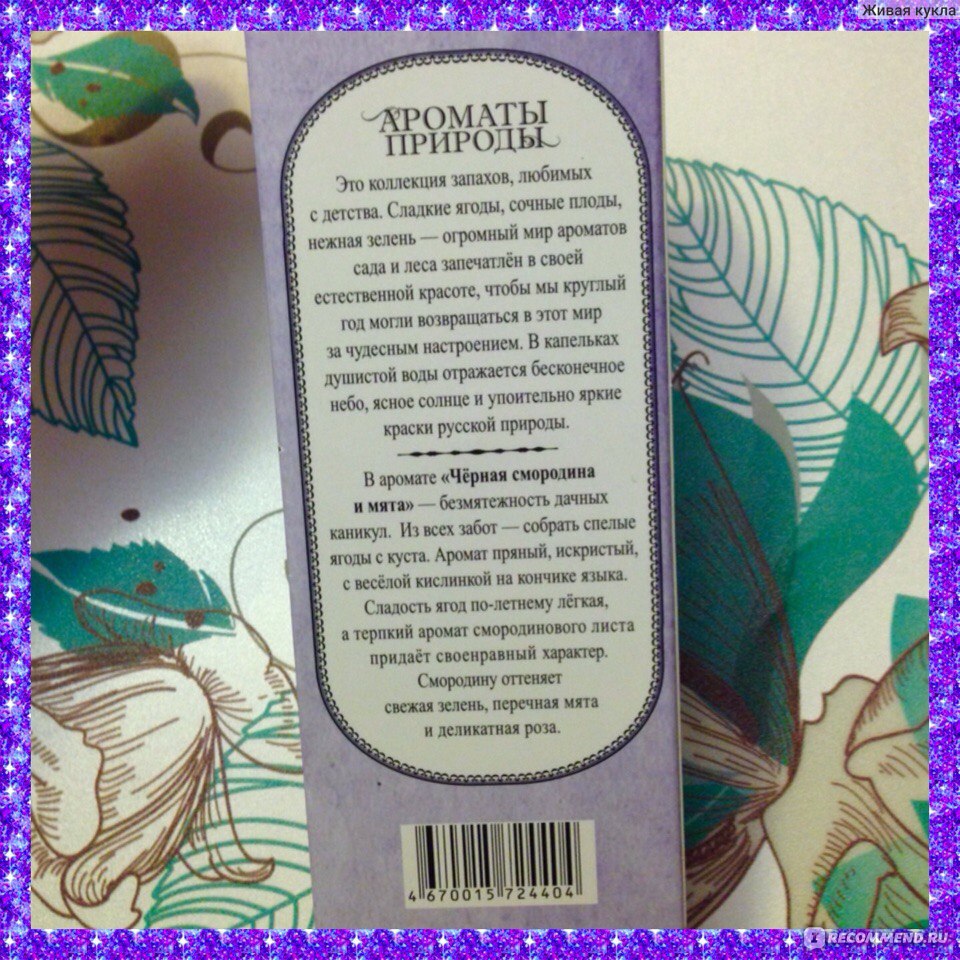 Живая кукла
АРОМАТЫ
ПРИРОДЫ
Это коллекция запахов, любимых
с детства. Сладкие ягоды, сочные плоды,
нежная зелень — огромный мир ароматов
сада и леса запечатлён в своей
естественной красоте, чтобы мы круглый
год могли возвращаться в этот мир
за чудесным настроением. В капельках
душистой воды отражается бесконечное
небо, ясное солнце и упоительно яркие
краски русской природы.
В аромате «Чёрная смородина
и мята» — безмятежность дачных
каникул. Из всех забот — собрать спелые
ягоды с куста. Аромат пряный, искристый,
с весёлой кислинкой на кончике языка.
Сладость ягод по-летнему лёгкая,
а терпкий аромат смородинового листа
придаёт своенравный характер.
Смородину оттеняет
свежая зелень, перечная мята
и деликатная роза.
4 670015 724404
RECOMMEND.RU